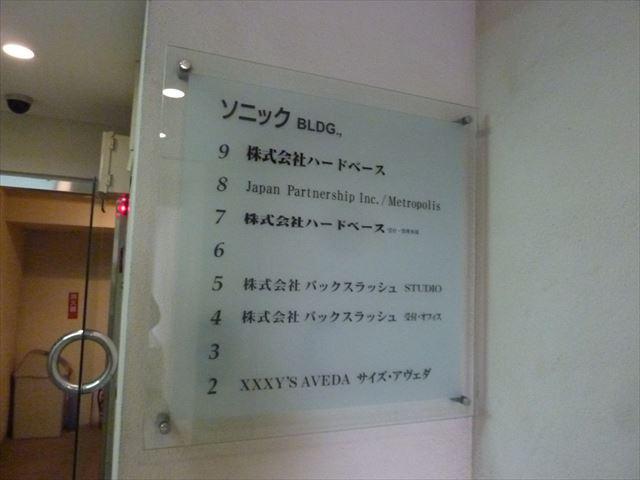 ソニック BLDG.,
9 株式会社ハードベース
8 Japan Partnership Inc./Metropolis
7 株式会社ハードベース
6
5 株式会社 バックスラッシュ STUDIO
4 株式会社 バックスラッシュ 受付・オフィス
3
2 XXXY'S AVEDA サイズ・アヴェダ